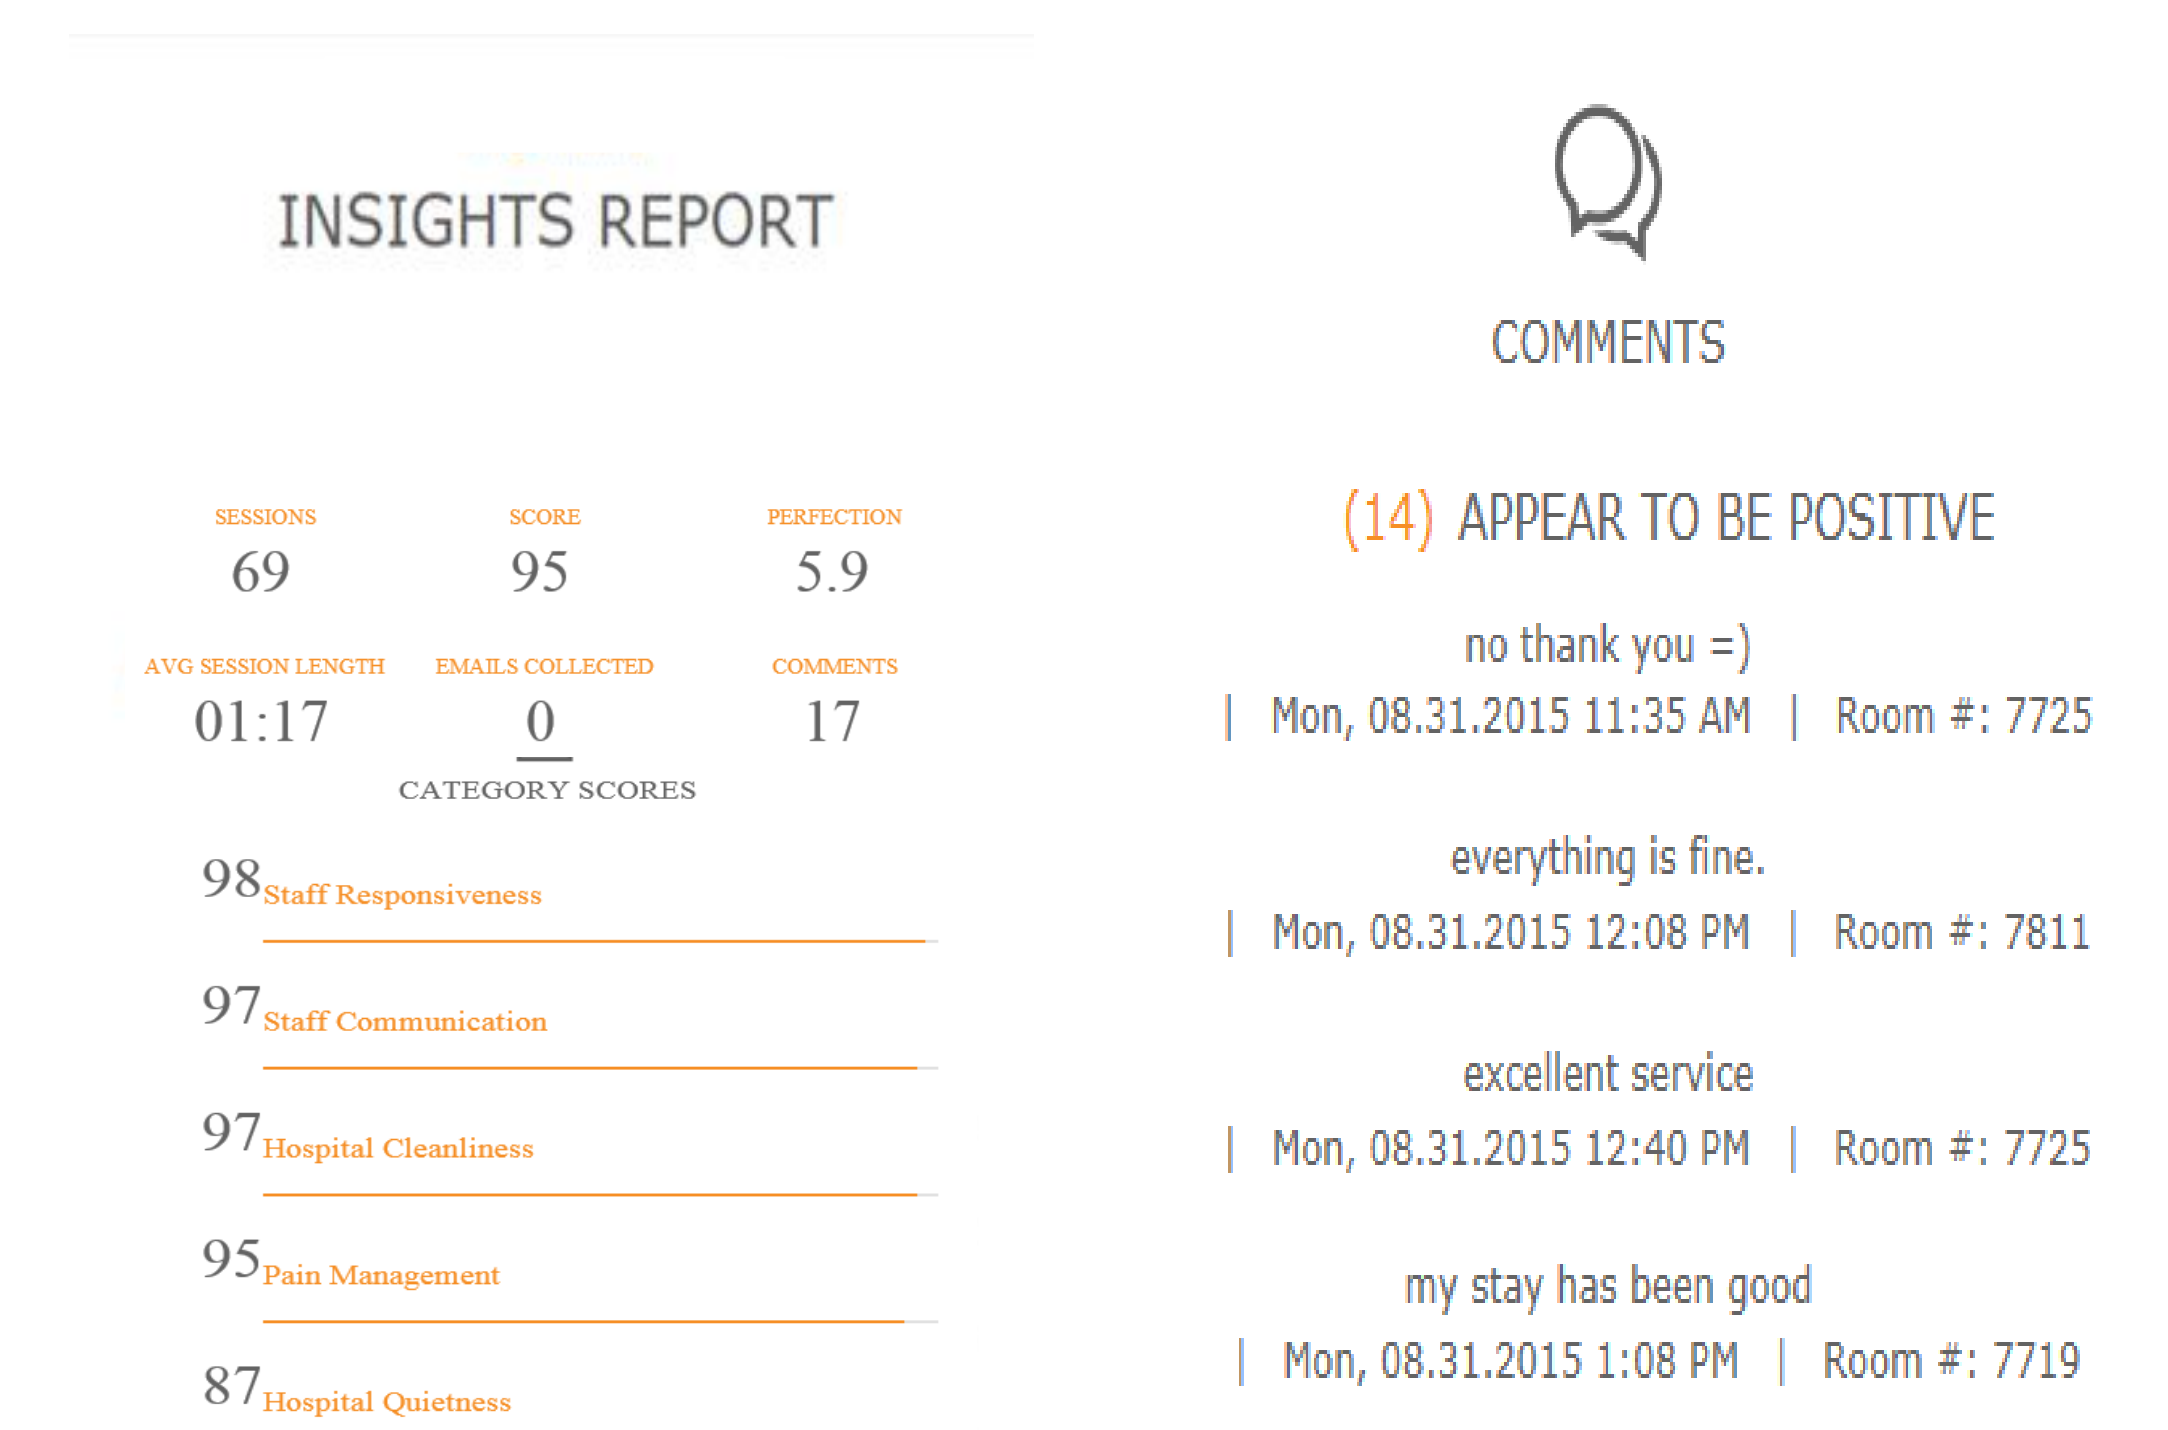 INSIGHTS REPORT
SESSIONS SCORE PERFECTION
69 95 5.9
AVG SESSION LENGTH EMAILS COLLECTED COMMENTS
01:17 0 17
CATEGORY SCORES
98 Staff Responsiveness
97 Staff Communication
97 Hospital Cleanliness
95 Pain Management
87 Hospital Quietness
COMMENTS
(14) APPEAR TO BE POSITIVE
no thank you =)
| Mon, 08.31.2015 11:35 AM | Room #: 7725
everything is fine.
| Mon, 08.31.2015 12:08 PM | Room #: 7811
excellent service
| Mon, 08.31.2015 12:40 PM | Room #: 7725
my stay has been good
| Mon, 08.31.2015 1:08 PM | Room #: 7719